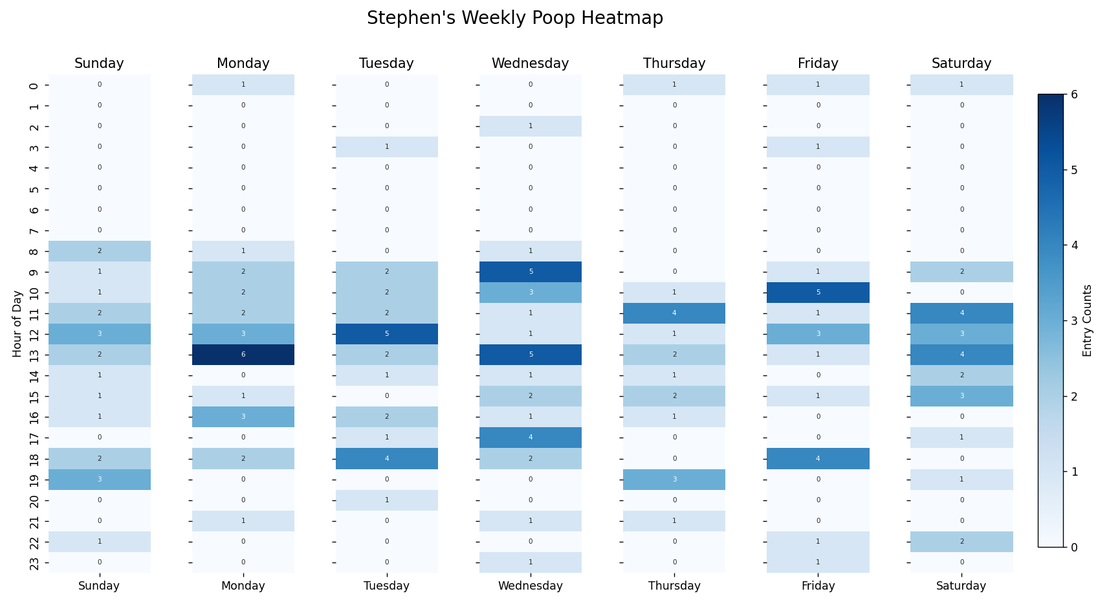 Stephen's Weekly Poop Heatmap
Sunday Monday Tuesday Wednesday Thursday Friday Saturday
0 0 1 0 0 1 1 1
1 0 0 0 0 0 0 0
2 0 0 0 1 0 0 0
3 0 0 1 0 0 1 0
4 0 0 0 0 0 0 0
5 0 0 0 0 0 0 0
6 0 0 0 0 0 0 0
7 0 0 0 0 0 0 0
8 2 1 0 1 0 0 0
9 1 2 2 5 0 1 2
10 1 2 2 3 1 5 0
11 2 2 2 1 4 1 4
12 3 3 5 1 1 3 3
13 2 6 2 5 2 1 4
14 1 0 1 1 1 0 2
15 1 1 0 2 2 1 3
16 1 3 2 1 1 0 0
17 0 0 1 4 0 0 1
18 2 2 4 2 0 4 0
19 3 0 0 0 3 0 1
20 0 0 1 0 0 0 0
21 0 1 0 1 1 0 0
22 1 0 0 0 0 1 2
23 0 0 0 1 0 1 0
Sunday Monday Tuesday Wednesday Thursday Friday Saturday
Hour of Day
6
5
4
3
2
1
0
Entry Counts